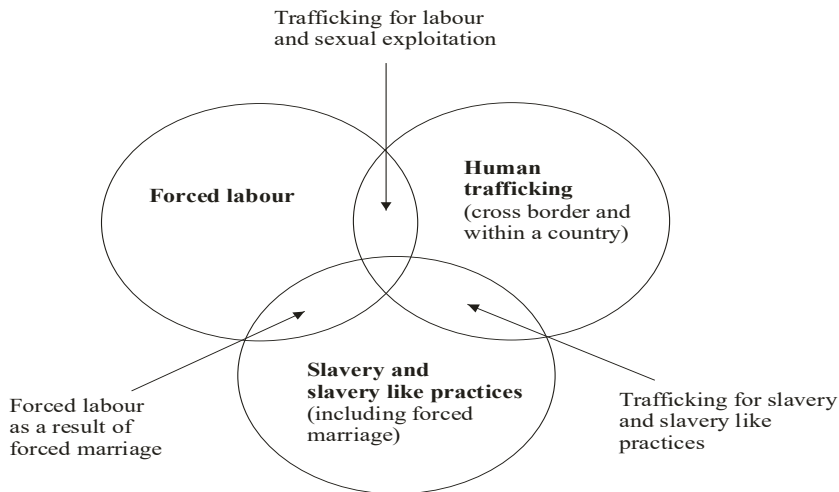 Trafficking for labour
and sexual exploitation
Forced labour
Human
trafficking
(cross border and
within a country)
Slavery and
slavery like practices
(including forced
marriage)
Forced labour
as a result of
forced marriage
Trafficking for slavery
and slavery like
practices